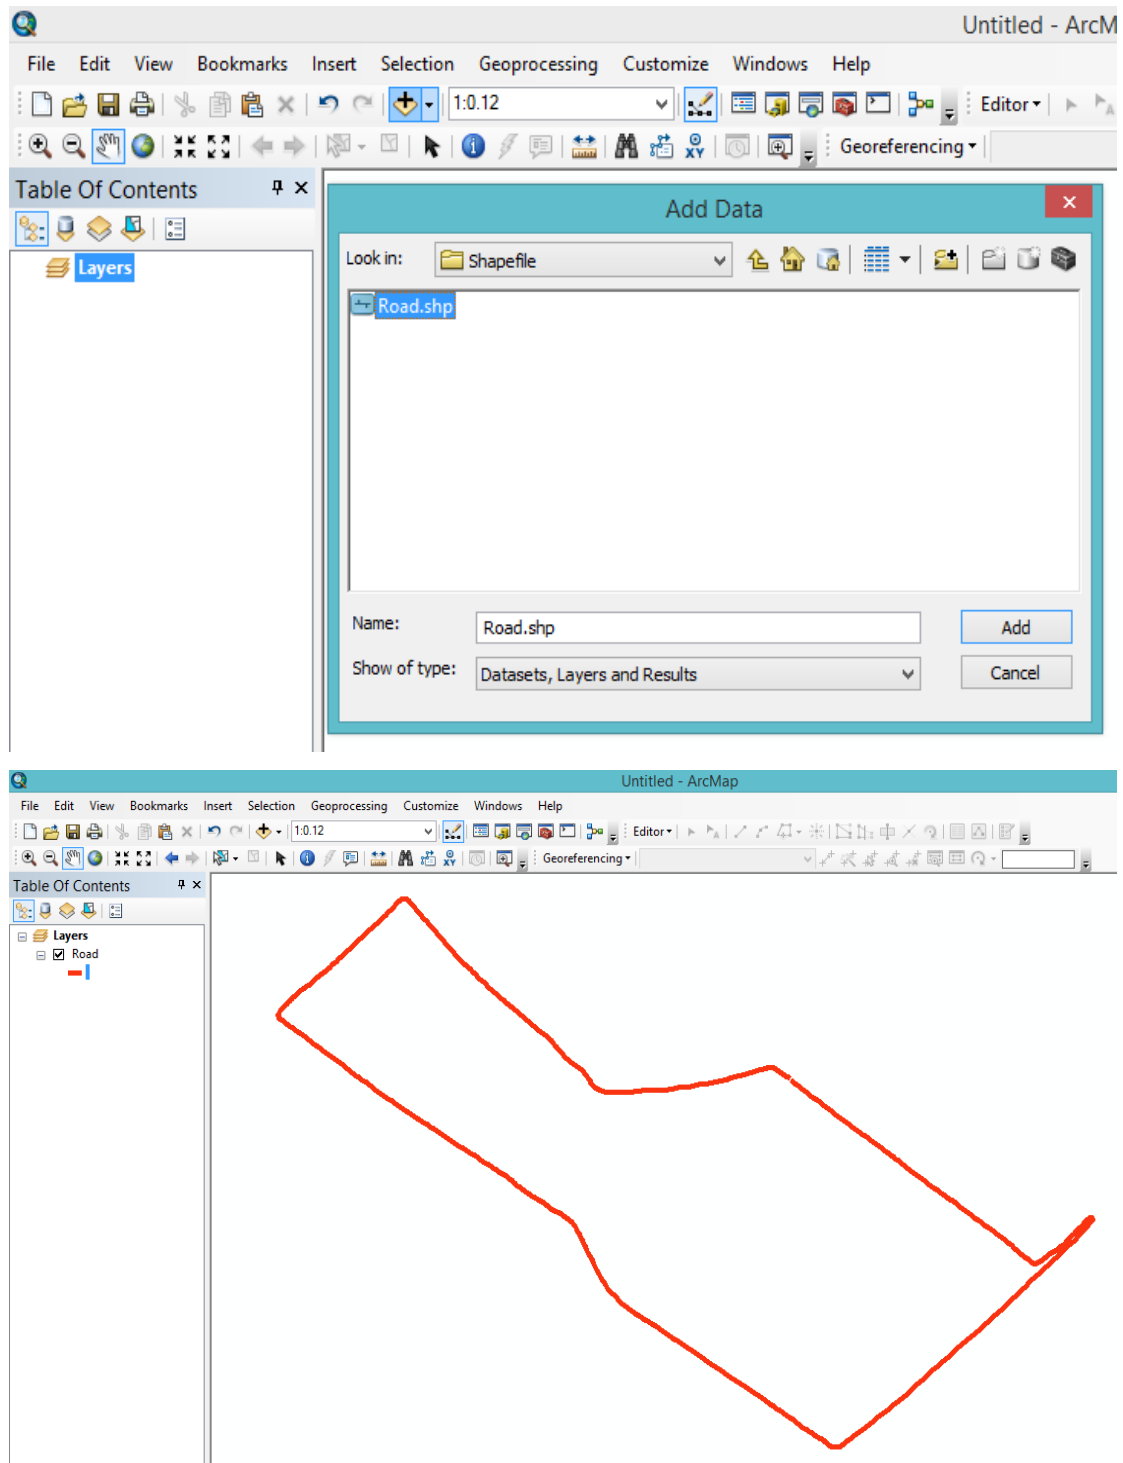 Untitled - ArcM
File Edit View Bookmarks Insert Selection Geoprocessing Customize Windows Help
1:0.12 Editor
XY Georeferencing
Table Of Contents
Add Data
Look in: Shapefile
Layers
Road.shp
Name: Road.shp Add
Show of type: Datasets, Layers and Results Cancel
Untitled - ArcMap
File Edit View Bookmarks Insert Selection Geoprocessing Customize Windows Help
1:0.12 Editor
XY Georeferencing
Table Of Contents
Layers
Road